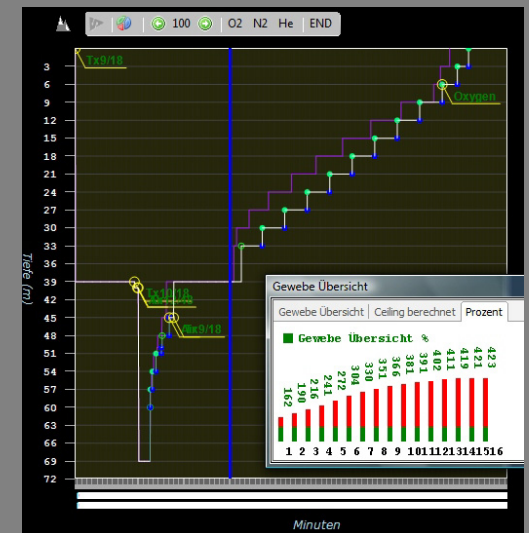 100 O2 N2 He END
Tx9/18
3
6
Oxygen
9
12
15
18
21
24
27
30
33
36
39
42
45
48
51
54
57
60
63
66
69
72
Tiefe (m)
Air9/18
Gewebe Übersicht
Gewebe Übersicht Ceiling berechnet Prozent
Gewebe Übersicht %
162 190 216 241 272 304 330 351 366 381 391 402 411 419 421 423
1 2 3 4 5 6 7 8 9 10 11 12 13 14 15 16
Minuten